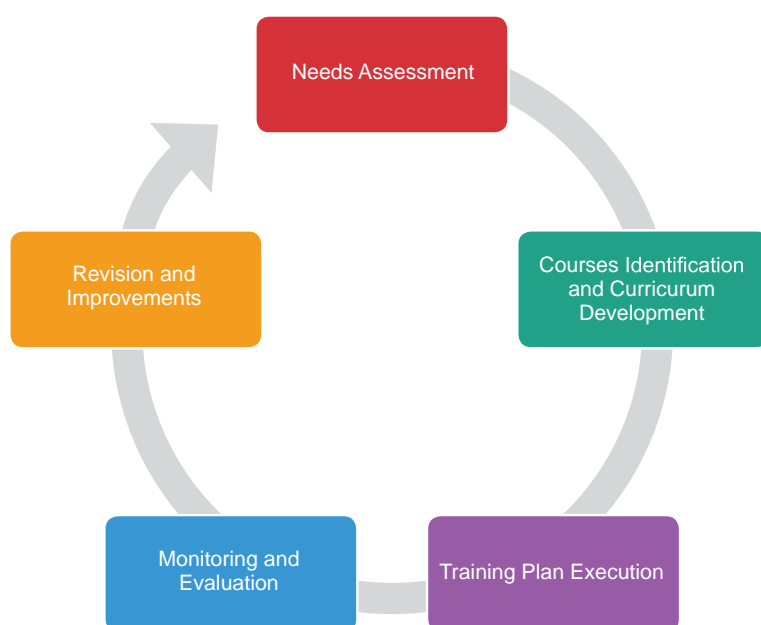 Needs Assessment
Courses Identification
and Curricurum
Development
Training Plan Execution
Monitoring and
Evaluation
Revision and
Improvements